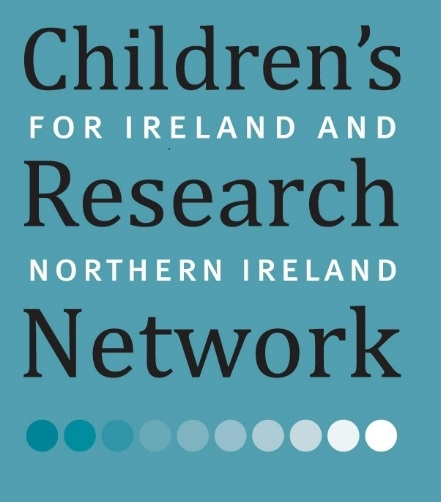 Children’s
FOR IRELAND AND
Research
NORTHERN IRELAND
Network